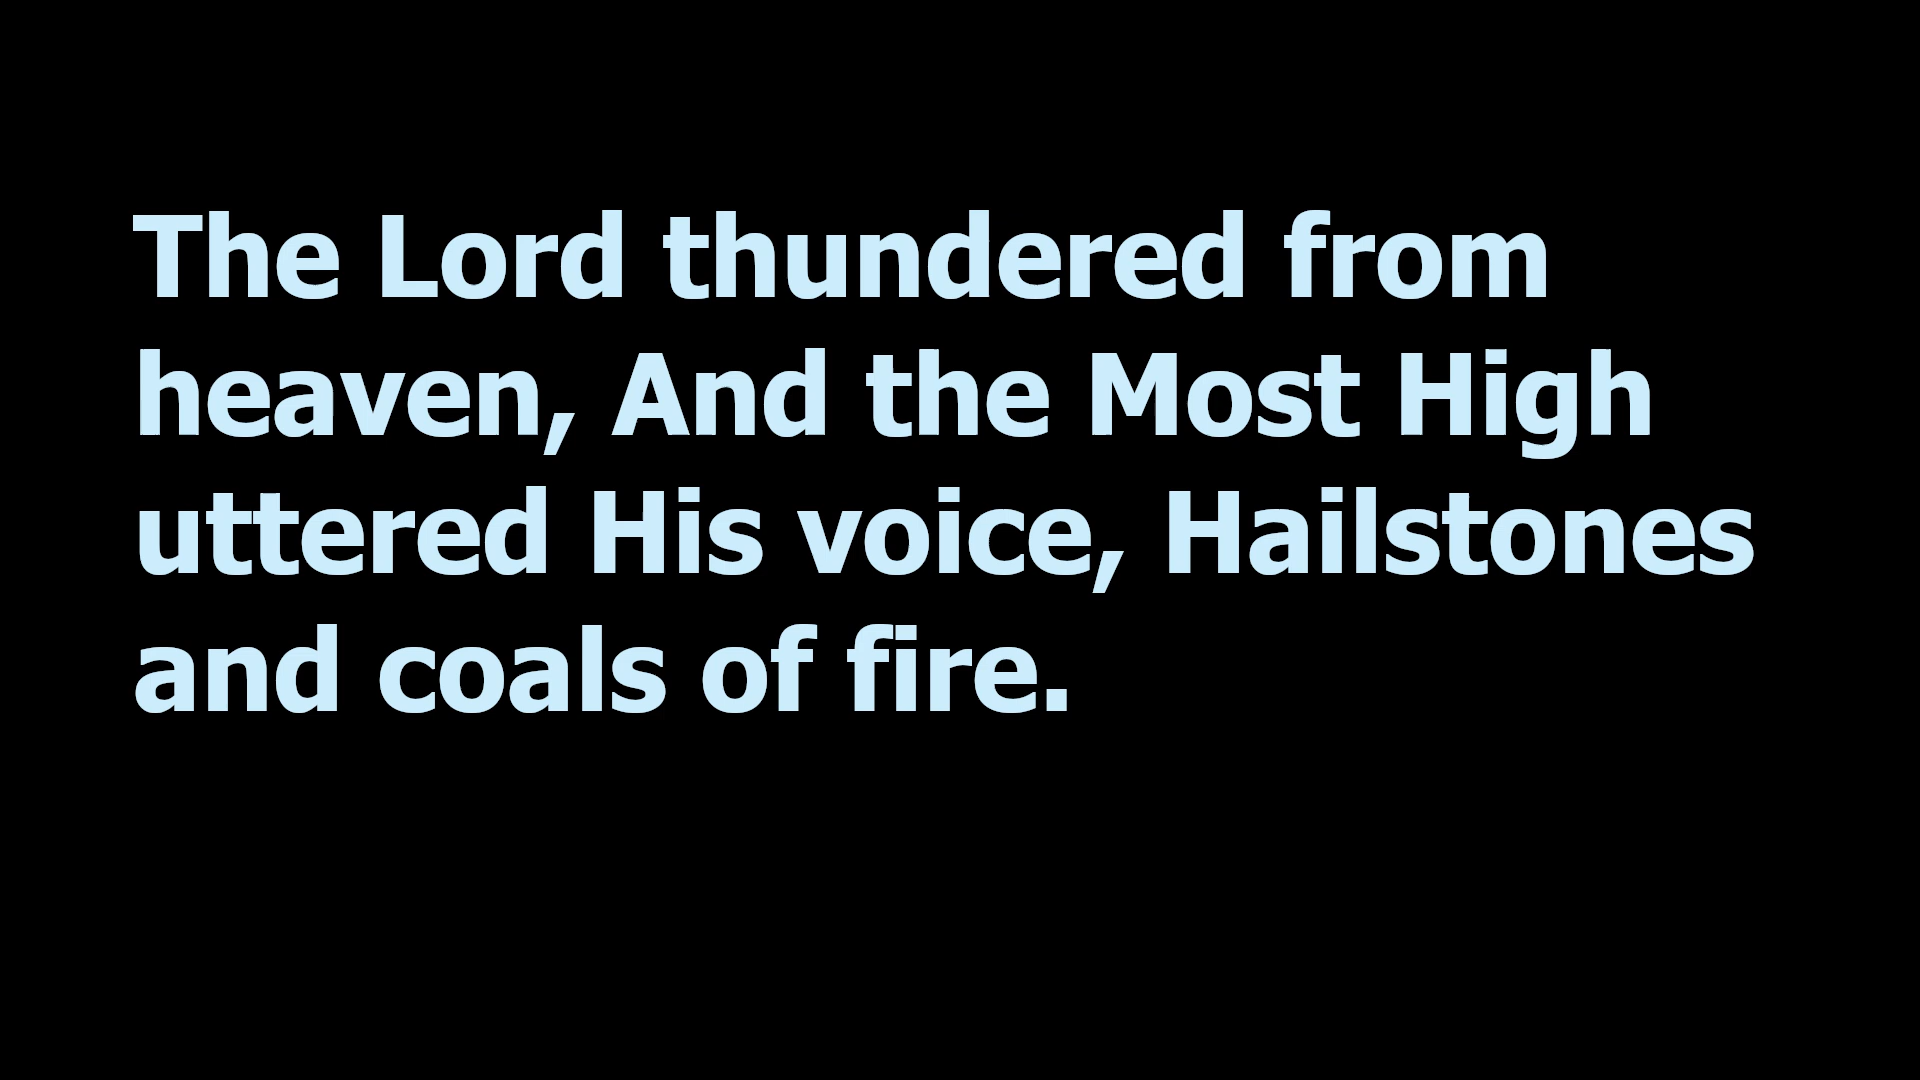 The Lord thundered from
heaven, And the Most High
uttered His voice, Hailstones
and coals of fire.